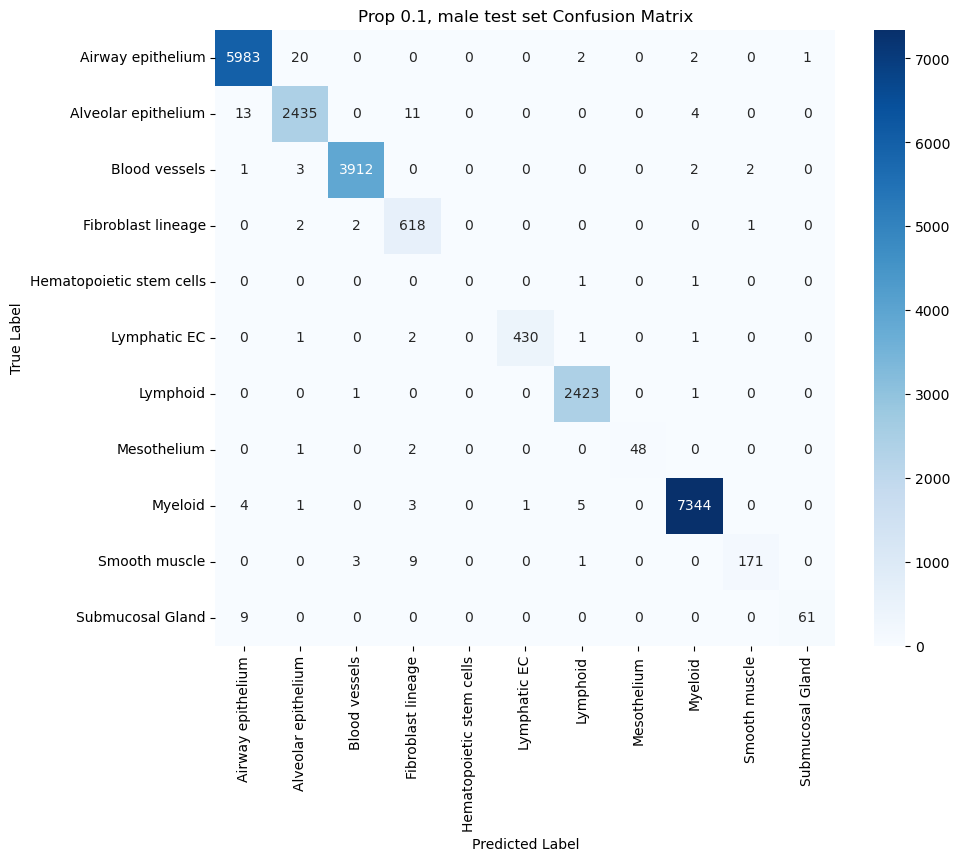 Prop 0.1, male test set Confusion Matrix
Airway epithelium 5983 20 0 0 0 0 2 0 2 0 1
Alveolar epithelium 13 2435 0 11 0 0 0 0 4 0 0
Blood vessels 1 3 3912 0 0 0 0 0 2 2 0
Fibroblast lineage 0 2 2 618 0 0 0 0 0 1 0
Hematopoietic stem cells 0 0 0 0 0 0 1 0 1 0 0
Lymphatic EC 0 1 0 2 0 430 1 0 1 0 0
Lymphoid 0 0 1 0 0 0 2423 0 1 0 0
Mesothelium 0 1 0 2 0 0 0 48 0 0 0
Myeloid 4 1 0 3 0 1 5 0 7344 0 0
Smooth muscle 0 0 3 9 0 0 1 0 0 171 0
Submucosal Gland 9 0 0 0 0 0 0 0 0 0 61
True Label
Airway epithelium
Alveolar epithelium
Blood vessels
Fibroblast lineage
Hematopoietic stem cells
Lymphatic EC
Lymphoid
Mesothelium
Myeloid
Smooth muscle
Submucosal Gland
Predicted Label
7000
6000
5000
4000
3000
2000
1000
0